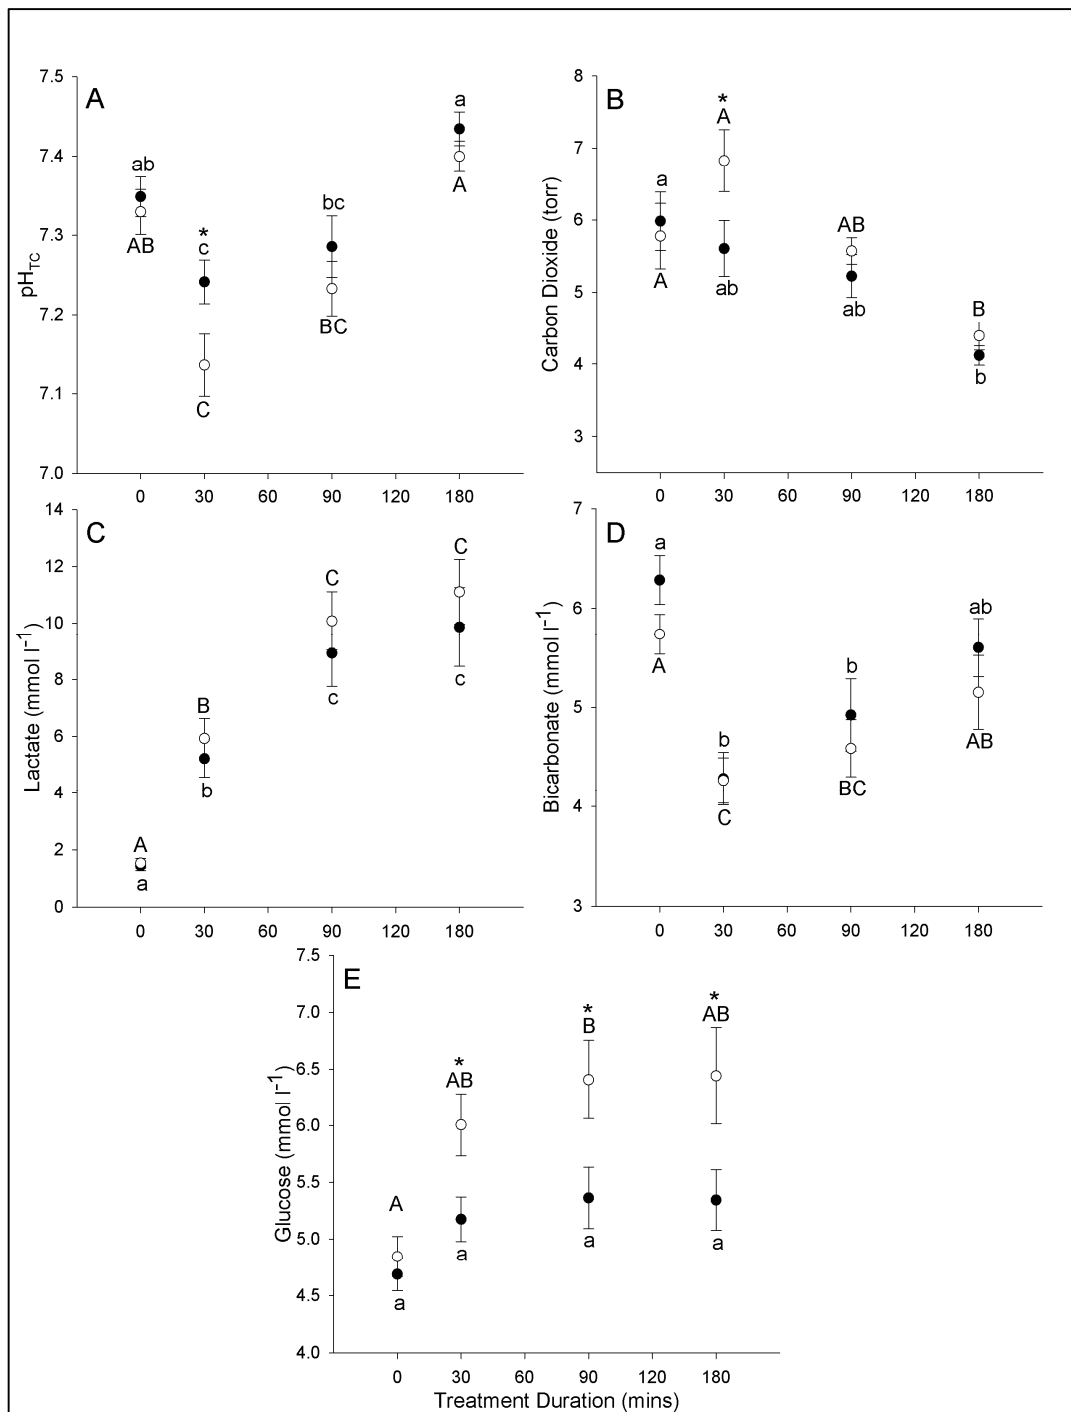 A
pH_TC
7.5
7.4
7.3
7.2
7.1
7.0
ab
AB
*
c
C
bc
BC
a
A
0 30 60 90 120 180
B
Carbon Dioxide (torr)
8
7
6
5
4
3
a
A
*
A
ab
AB
ab
B
b
0 30 60 90 120 180
C
Lactate (mmol l⁻¹)
14
12
10
8
6
4
2
0
A
a
B
b
C
c
C
c
0 30 60 90 120 180
D
Bicarbonate (mmol l⁻¹)
7
6
5
4
3
a
A
b
C
b
BC
ab
AB
0 30 60 90 120 180
E
Glucose (mmol l⁻¹)
7.5
7.0
6.5
6.0
5.5
5.0
4.5
4.0
A
a
*
AB
a
*
B
a
*
AB
a
0 30 60 90 120 180
Treatment Duration (mins)